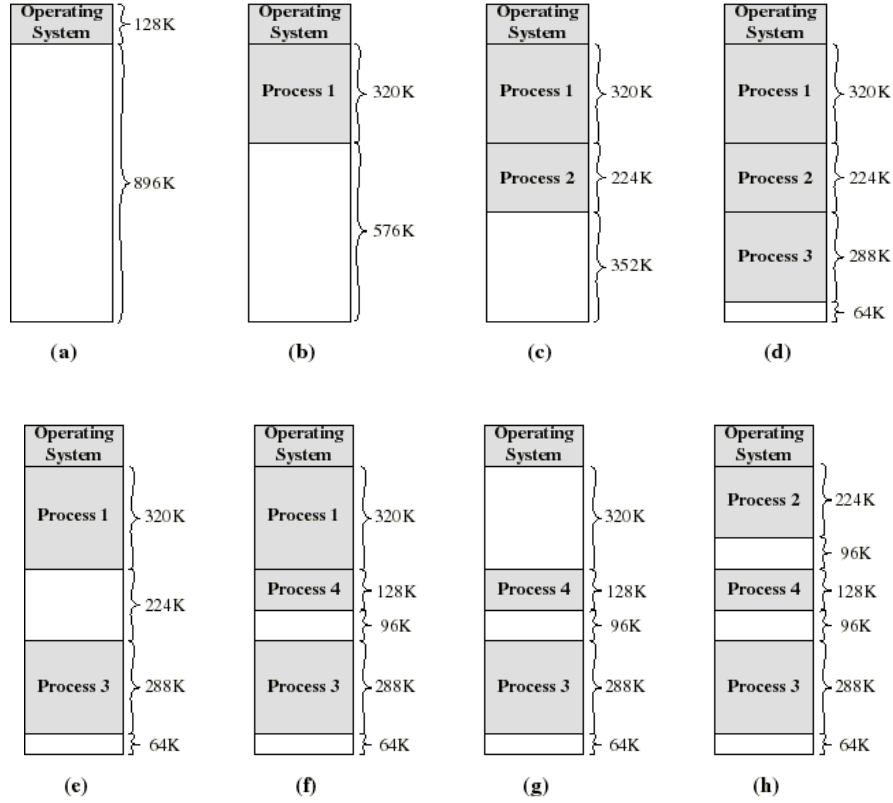 Operating
System
128K
896K
(a)
Operating
System
Process 1
320K
576K
(b)
Operating
System
Process 1
320K
Process 2
224K
352K
(c)
Operating
System
Process 1
320K
Process 2
224K
Process 3
288K
64K
(d)
Operating
System
Process 1
320K
224K
Process 3
288K
64K
(e)
Operating
System
Process 1
320K
Process 4
128K
96K
Process 3
288K
64K
(f)
Operating
System
320K
Process 4
128K
96K
Process 3
288K
64K
(g)
Operating
System
Process 2
224K
96K
Process 4
128K
96K
Process 3
288K
64K
(h)